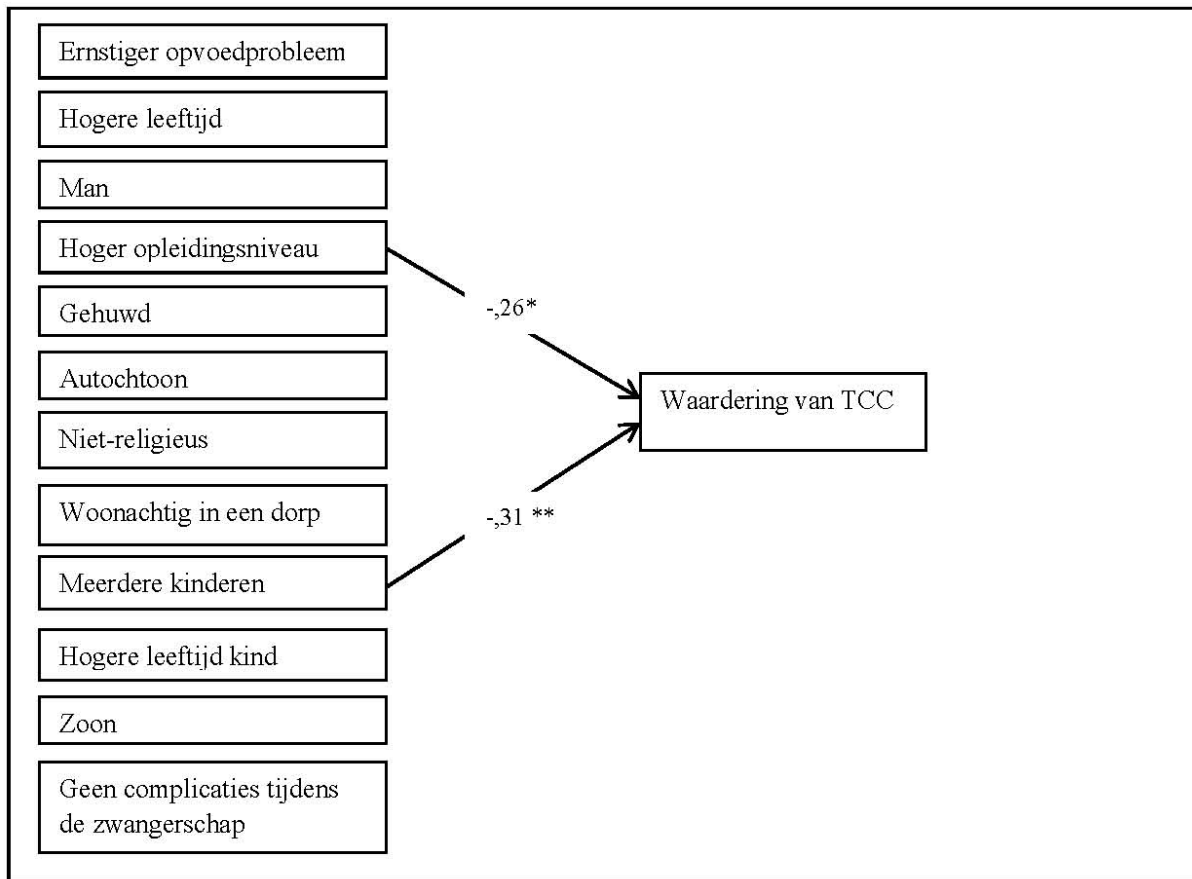 Ernstiger opvoedprobleem
Hogere leeftijd
Man
Hoger opleidingsniveau
Gehuwd
-,26*
Autochtoon
Waardering van TCC
Niet-religieus
Woonachtig in een dorp
-,31 **
Meerdere kinderen
Hogere leeftijd kind
Zoon
Geen complicaties tijdens
de zwangerschap